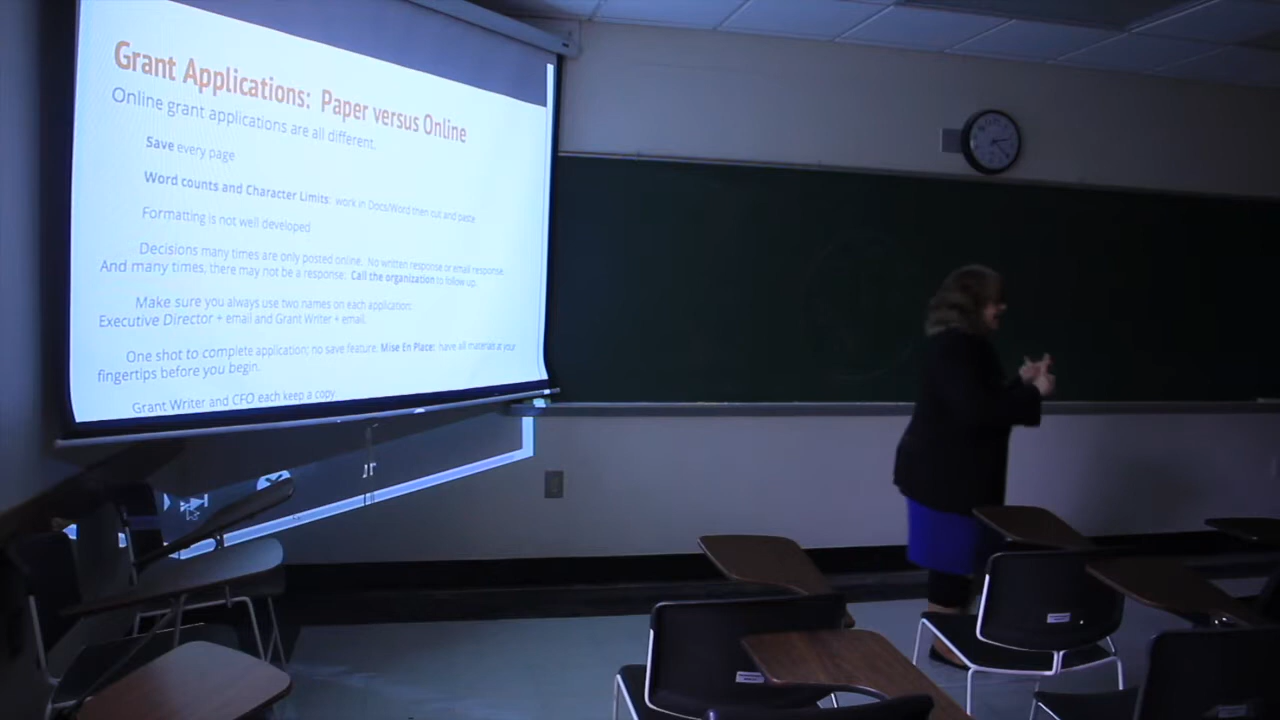 Grant Applications: Paper versus Online
Online grant applications are all different.
Save every page
Word counts and Character Limits: work in Docs/Word then cut and paste
Formatting is not well developed
Decisions many times are only posted online. No written response or email response.
And many times, there may not be a response. Call the organization to follow up.
Make sure you always use two names on each application:
Executive Director + email and Grant Writer + email.
One shot to complete application; no save feature. Mise En Place: have all materials at your
fingertips before you begin.
Grant Writer and CFO each keep a copy